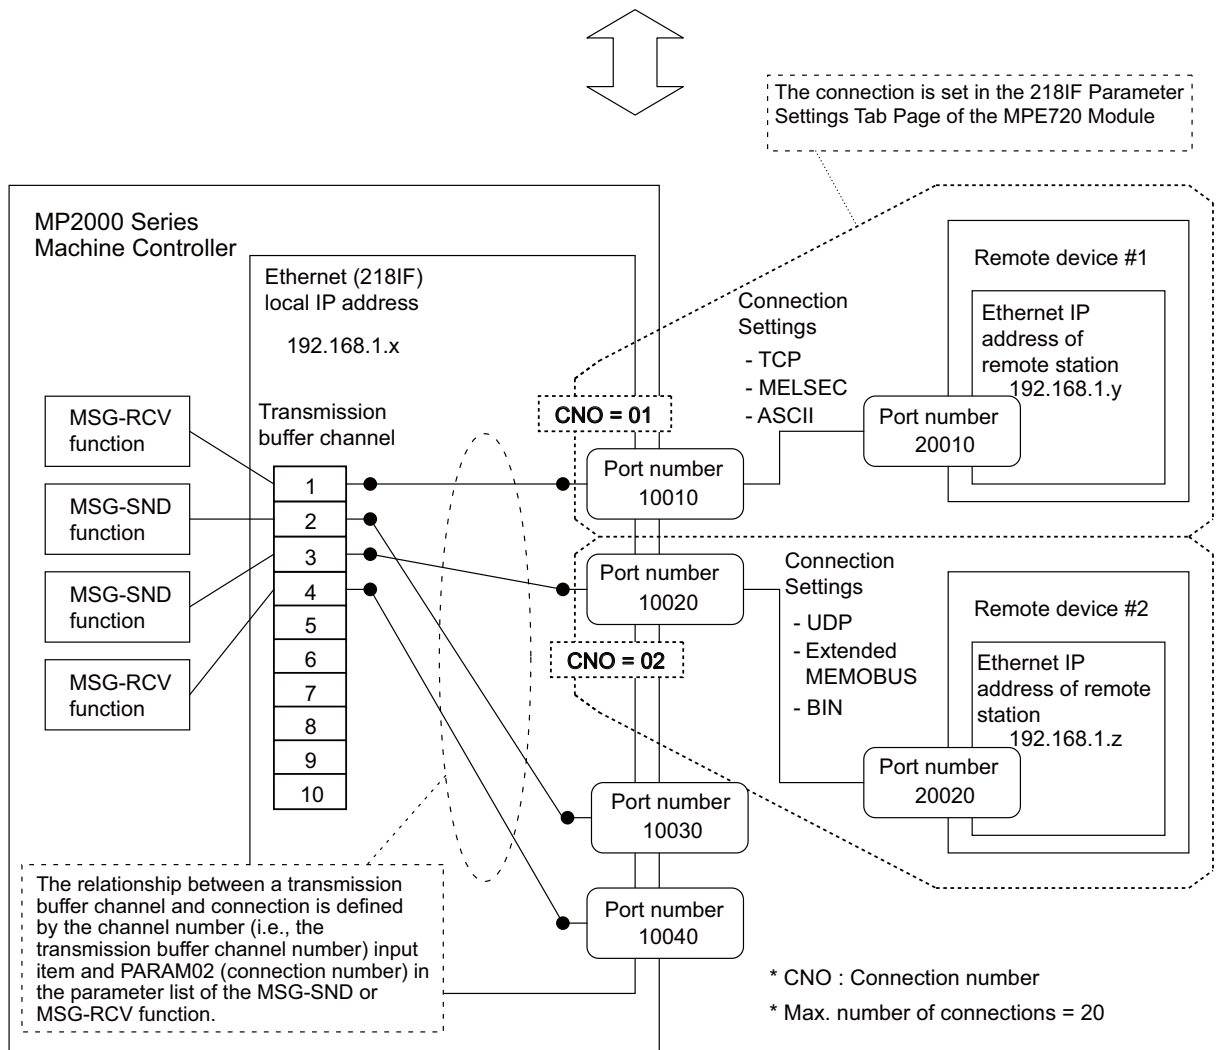 The connection is set in the 218IF Parameter
Settings Tab Page of the MPE720 Module
MP2000 Series
Machine Controller
Ethernet (218IF)
local IP address
192.168.1.x
MSG-RCV
function
MSG-SND
function
MSG-SND
function
MSG-RCV
function
Transmission
buffer channel
1
2
3
4
5
6
7
8
9
10
CNO = 01
Port number
10010
Port number
10020
CNO = 02
Port number
10030
Port number
10040
Connection
Settings
- TCP
- MELSEC
- ASCII
Remote device #1
Ethernet IP
address of
remote station
192.168.1.y
Port number
20010
Connection
Settings
- UDP
- Extended
MEMOBUS
- BIN
Remote device #2
Ethernet IP
address of remote
station
192.168.1.z
Port number
20020
The relationship between a transmission
buffer channel and connection is defined
by the channel number (i.e., the
transmission buffer channel number) input
item and PARAM02 (connection number) in
the parameter list of the MSG-SND or
MSG-RCV function.
* CNO : Connection number
* Max. number of connections = 20